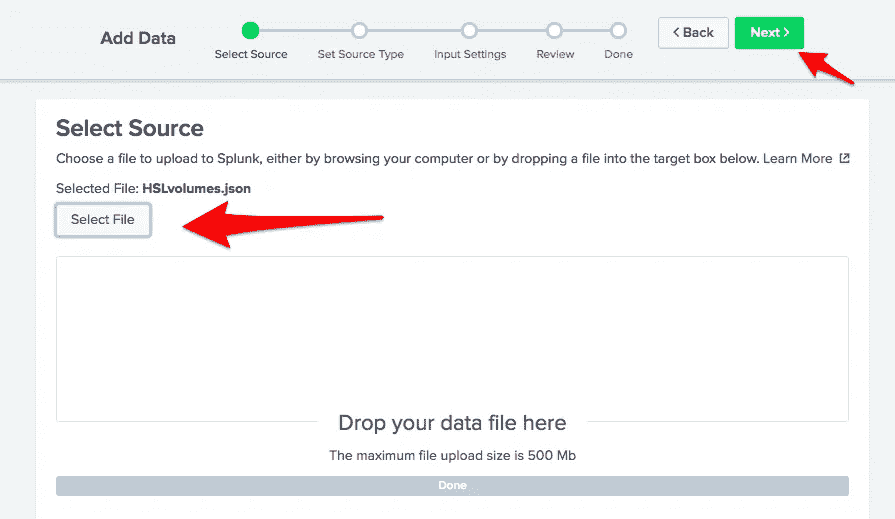 Add Data
Select Source
Set Source Type
Input Settings
Review
Done
< Back
Next >
Select Source
Choose a file to upload to Splunk, either by browsing your computer or by dropping a file into the target box below. Learn More
Selected File: HSLvolumes.json
Select File
Drop your data file here
The maximum file upload size is 500 Mb
Done